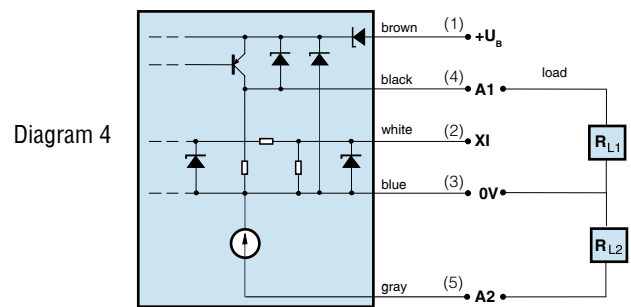 brown (1) +U_B
black (4) A1 load
Diagram 4
white (2) XI
R_L1
blue (3) 0V
R_L2
gray (5) A2